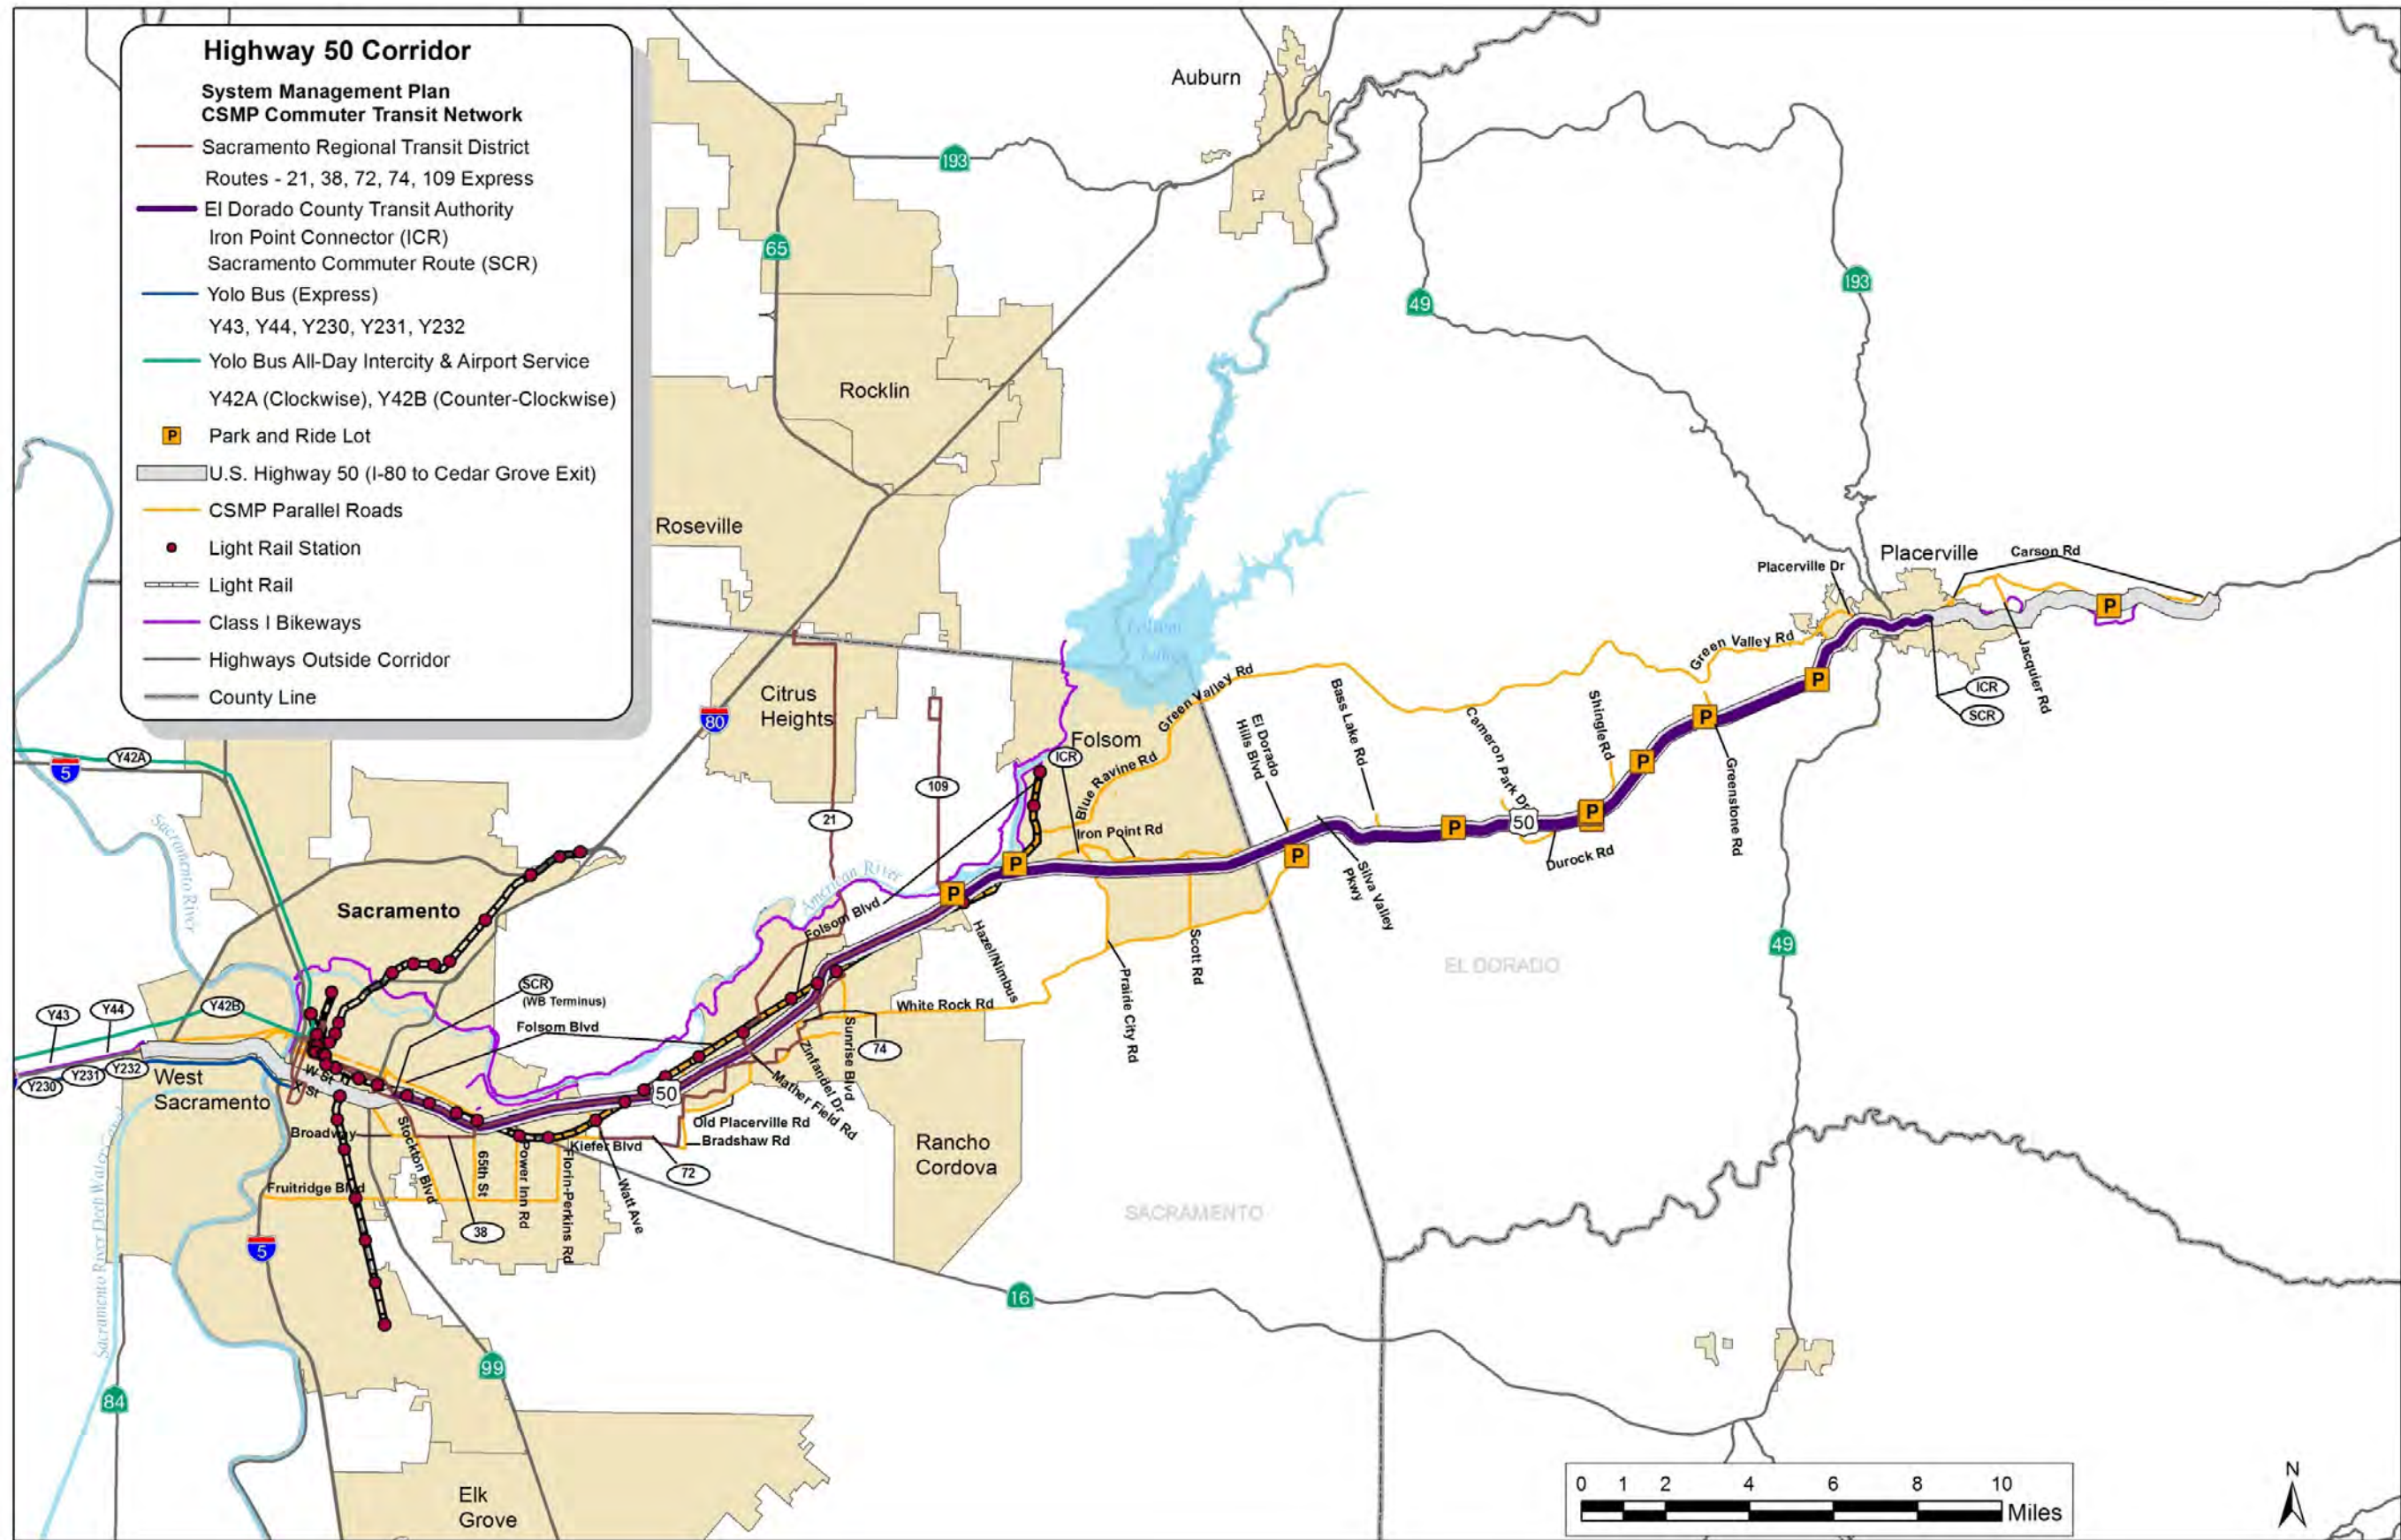 Highway 50 Corridor
System Management Plan
CSMP Commuter Transit Network
Sacramento Regional Transit District
Routes - 21, 38, 72, 74, 109 Express
El Dorado County Transit Authority
Iron Point Connector (ICR)
Sacramento Commuter Route (SCR)
Yolo Bus (Express)
Y43, Y44, Y230, Y231, Y232
Yolo Bus All-Day Intercity & Airport Service
Y42A (Clockwise), Y42B (Counter-Clockwise)
P Park and Ride Lot
U.S. Highway 50 (I-80 to Cedar Grove Exit)
CSMP Parallel Roads
Light Rail Station
Light Rail
Class I Bikeways
Highways Outside Corridor
County Line
Auburn
193
65
49
193
Rocklin
Roseville
Placerville
Carson Rd
Placerville Dr
P
Folsom
Lake
Green Valley Rd
Green Valley Rd
Jacquier Rd
P
ICR
SCR
Citrus
Heights
80
Folsom
ICR
Bass Lake Rd
El Dorado
Hills Blvd
Cameron Park Dr
Shingle Rd
P
P
Greenstone Rd
5
Y42A
109
21
Blue Ravine Rd
Iron Point Rd
P
50
P
Durock Rd
Sacramento River
American River
P
P
P
Silva Valley
Pkwy
Sacramento
Folsom Blvd
Hazel/Nimbus
Scott Rd
Prairie City Rd
White Rock Rd
EL DORADO
49
SCR
(WB Terminus)
Folsom Blvd
Y43
Y44
Y42B
Y230
Y231
Y232
West
Sacramento
W St
X St
50
74
Sunrise Blvd
Zinfandel Dr
Mather Field Rd
Old Placerville Rd
Bradshaw Rd
Broadway
Stockton Blvd
65th St
Power Inn Rd
Florin-Perkins Rd
Kiefer Blvd
Watt Ave
72
Rancho
Cordova
Fruitridge Blvd
38
5
SACRAMENTO
Sacramento River Deep Water Canal
16
99
84
Elk
Grove
0 1 2 4 6 8 10
Miles
N